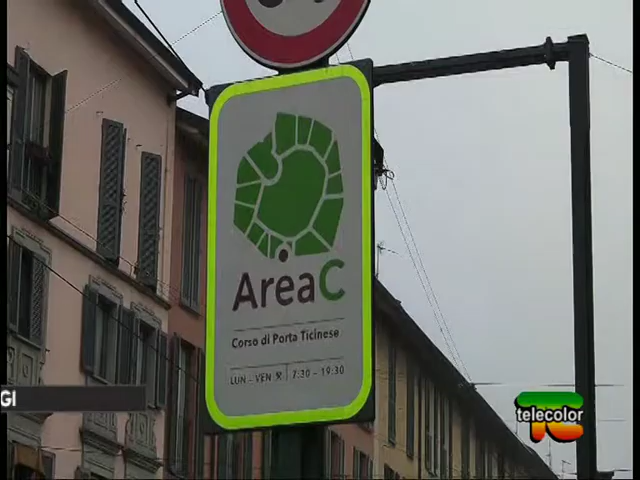 AreaC
Corso di Porta Ticinese
LUN - VEN 7:30 - 19:30
GI
telecolor